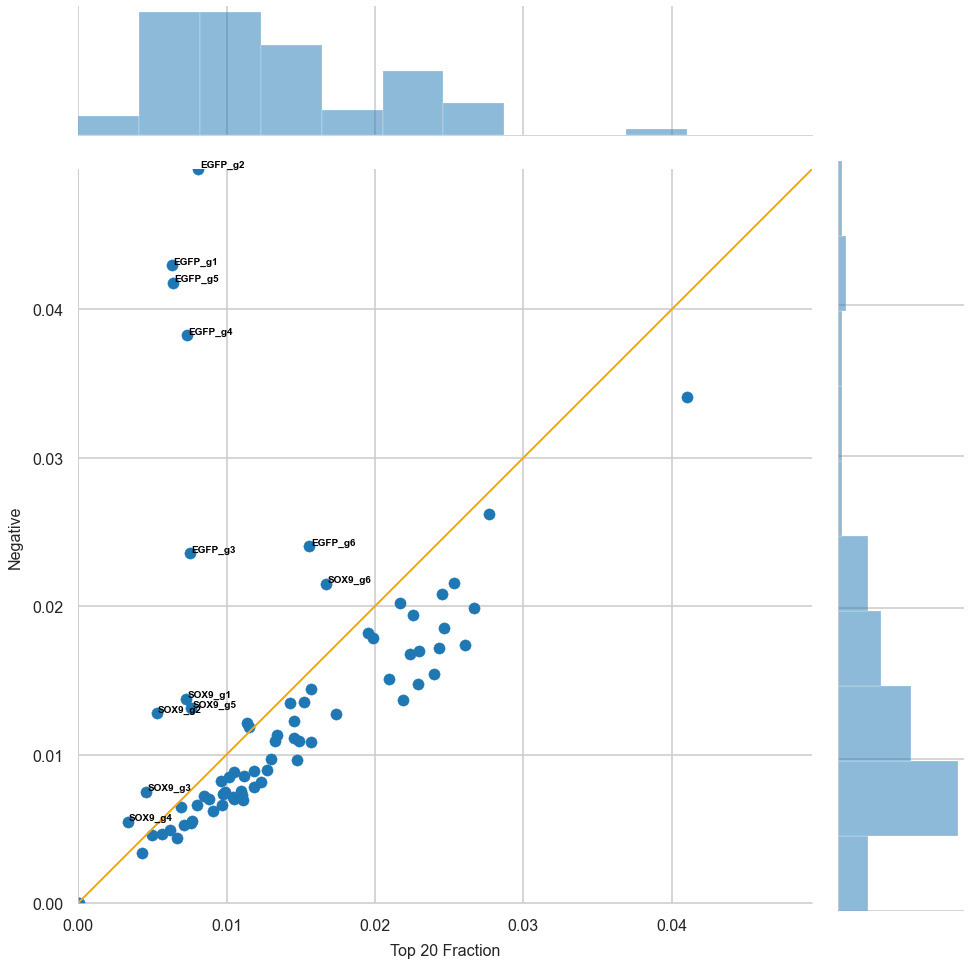 EGFP_g2
EGFP_g1
EGFP_g5
EGFP_g4
EGFP_g3
EGFP_g6
SOX9_g6
SOX9_g1
SOX9_g5
SOX9_g2
SOX9_g3
SOX9_g4
0.04
0.03
0.02
0.01
0.00
Negative
0.00 0.01 0.02 0.03 0.04
Top 20 Fraction